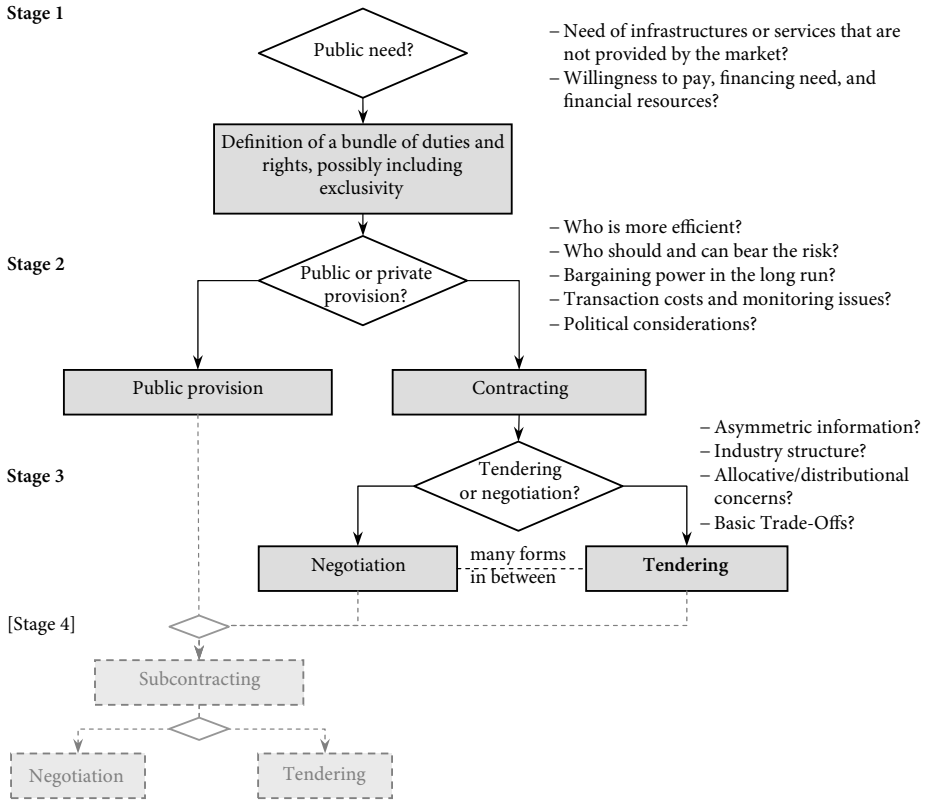 Stage 1
Public need?
– Need of infrastructures or services that are
not provided by the market?
– Willingness to pay, financing need, and
financial resources?
Definition of a bundle of duties and
rights, possibly including
exclusivity
Stage 2
Public or private
provision?
– Who is more efficient?
– Who should and can bear the risk?
– Bargaining power in the long run?
– Transaction costs and monitoring issues?
– Political considerations?
Public provision
Contracting
Stage 3
Tendering
or negotiation?
– Asymmetric information?
– Industry structure?
– Allocative/distributional
concerns?
– Basic Trade-Offs?
Negotiation
many forms
in between
Tendering
[Stage 4]
Subcontracting
Negotiation
Tendering